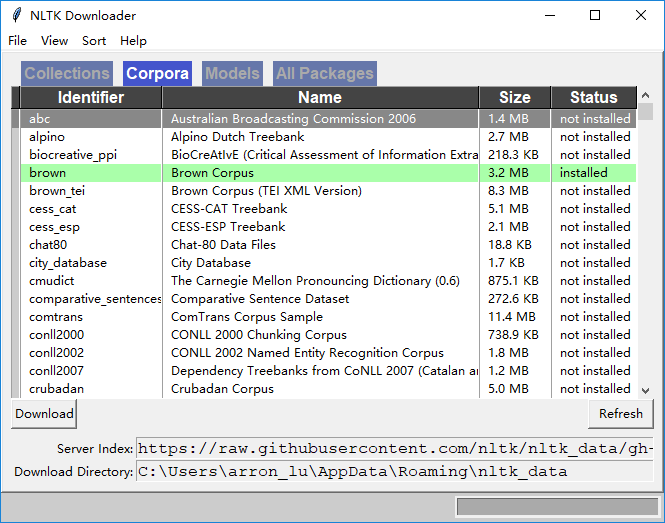 NLTK Downloader
File View Sort Help
Collections Corpora Models All Packages
Identifier Name Size Status
abc Australian Broadcasting Commission 2006 1.4 MB not installed
alpino Alpino Dutch Treebank 2.7 MB not installed
biocreative_ppi BioCreAtIvE (Critical Assessment of Information Extra 218.3 KB not installed
brown Brown Corpus 3.2 MB installed
brown_tei Brown Corpus (TEI XML Version) 8.3 MB not installed
cess_cat CESS-CAT Treebank 5.1 MB not installed
cess_esp CESS-ESP Treebank 2.1 MB not installed
chat80 Chat-80 Data Files 18.8 KB not installed
city_database City Database 1.7 KB not installed
cmudict The Carnegie Mellon Pronouncing Dictionary (0.6) 875.1 KB not installed
comparative_sentences Comparative Sentence Dataset 272.6 KB not installed
comtrans ComTrans Corpus Sample 11.4 MB not installed
conll2000 CONLL 2000 Chunking Corpus 738.9 KB not installed
conll2002 CONLL 2002 Named Entity Recognition Corpus 1.8 MB not installed
conll2007 Dependency Treebanks from CoNLL 2007 (Catalan ar 1.2 MB not installed
crubadan Crubadan Corpus 5.0 MB not installed
Download Refresh
Server Index: https://raw.githubusercontent.com/nltk/nltk_data/gh-
Download Directory: C:\Users\arron_lu\AppData\Roaming\nltk_data